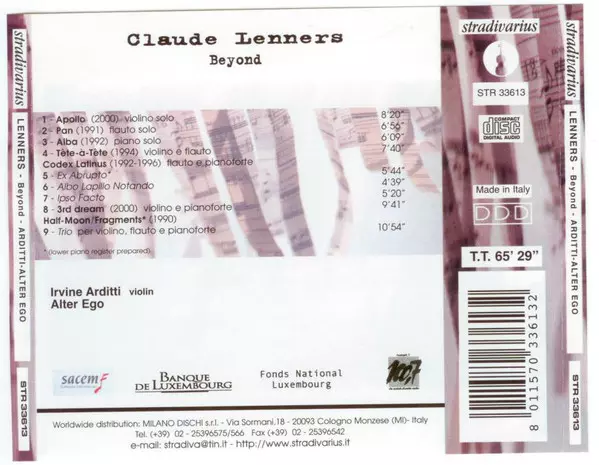 Claude Lenners
Beyond
1 - Apollo (2000) violino solo 8'20"
2 - Pan (1991) flauto solo 6'56"
3 - Alba (1992) piano solo 6'09"
4 - Tête-à-Tête (1994) violino e flauto 7'40"
Codex Latinus (1992-1996) flauto e pianoforte
5 - Ex Abrupto* 5'44"
6 - Albo Lapillo Notando 4'39"
7 - Ipso Facto 5'20"
8 - 3rd dream (2000) violino e pianoforte 9'41"
Half-Moon/Fragments* (1990)
9 - Trio per violino, flauto e pianoforte 10'54"
* (lower piano register prepared)
Irvine Arditti violin
Alter Ego
sacem
BANQUE
DE LUXEMBOURG
Fonds National
Luxembourg
Worldwide distribution: MILANO DISCHI s.r.l. - Via Sormani,18 - 20093 Cologno Monzese (MI)- Italy
Tel. (+39) 02 - 25396575/566 Fax (+39) 02 - 25396542
e-mail: stradiva@tin.it - http://www.stradivarius.it
stradivarius
STR 33613
COMPACT
disc
DIGITAL AUDIO
Made in Italy
DDD
T.T. 65' 29"
8 011570 336132
stradivarius
LENNERS - Beyond - ARDITTI-ALTER EGO
STR 33613
stradivarius
LENNERS - Beyond - ARDITTI-ALTER EGO
STR 33613